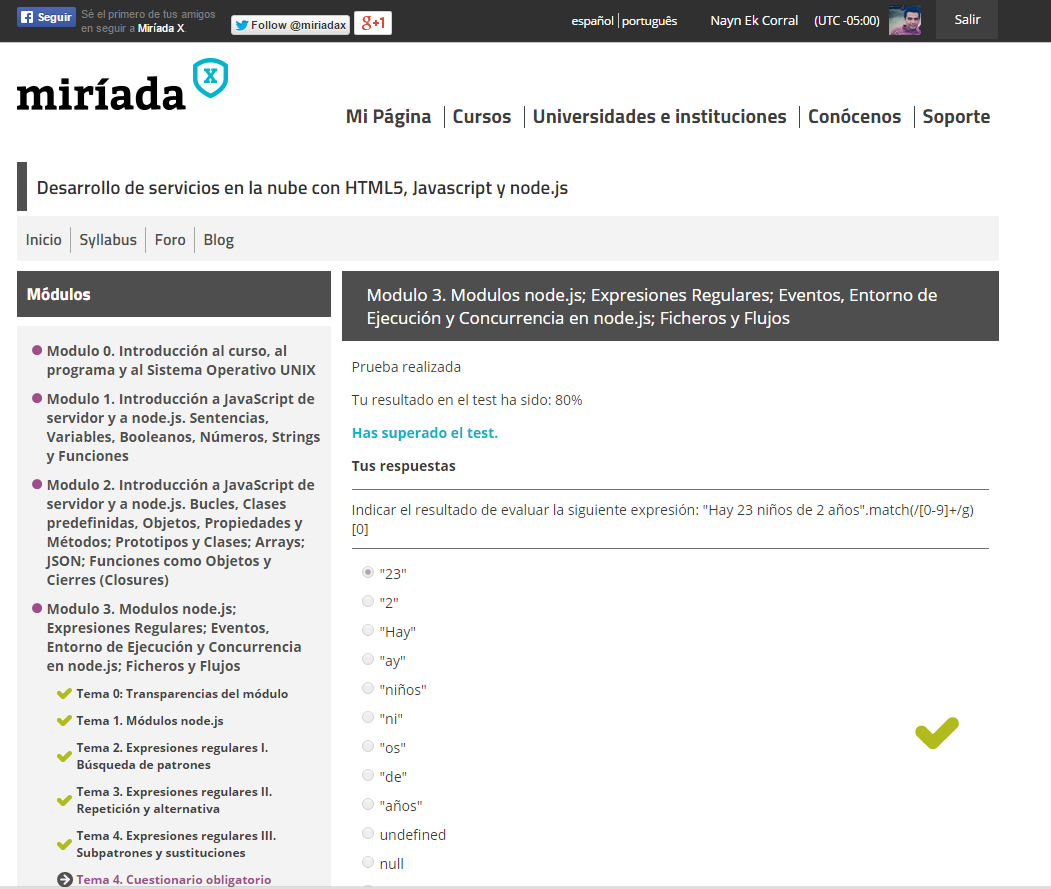 Seguir
Sé el primero de tus amigos
en seguir a Miríada X.
Follow @miriadax
g+1
español
português
Nayn Ek Corral
(UTC -05:00)
Salir
miríada X
Mi Página
Cursos
Universidades e instituciones
Conócenos
Soporte
Desarrollo de servicios en la nube con HTML5, Javascript y node.js
Inicio
Syllabus
Foro
Blog
Módulos
Modulo 0. Introducción al curso, al
programa y al Sistema Operativo UNIX
Modulo 1. Introducción a JavaScript de
servidor y a node.js. Sentencias,
Variables, Booleanos, Números, Strings
y Funciones
Modulo 2. Introducción a JavaScript de
servidor y a node.js. Bucles, Clases
predefinidas, Objetos, Propiedades y
Métodos; Prototipos y Clases; Arrays;
JSON; Funciones como Objetos y
Cierres (Closures)
Modulo 3. Modulos node.js;
Expresiones Regulares; Eventos,
Entorno de Ejecución y Concurrencia
en node.js; Ficheros y Flujos
Tema 0: Transparencias del módulo
Tema 1. Módulos node.js
Tema 2. Expresiones regulares I.
Búsqueda de patrones
Tema 3. Expresiones regulares II.
Repetición y alternativa
Tema 4. Expresiones regulares III.
Subpatrones y sustituciones
Tema 4. Cuestionario obligatorio
Modulo 3. Modulos node.js; Expresiones Regulares; Eventos, Entorno de
Ejecución y Concurrencia en node.js; Ficheros y Flujos
Prueba realizada
Tu resultado en el test ha sido: 80%
Has superado el test.
Tus respuestas
Indicar el resultado de evaluar la siguiente expresión: "Hay 23 niños de 2 años".match(/[0-9]+/g)
[0]
"23"
"2"
"Hay"
"ay"
"niños"
"ni"
"os"
"de"
"años"
undefined
null